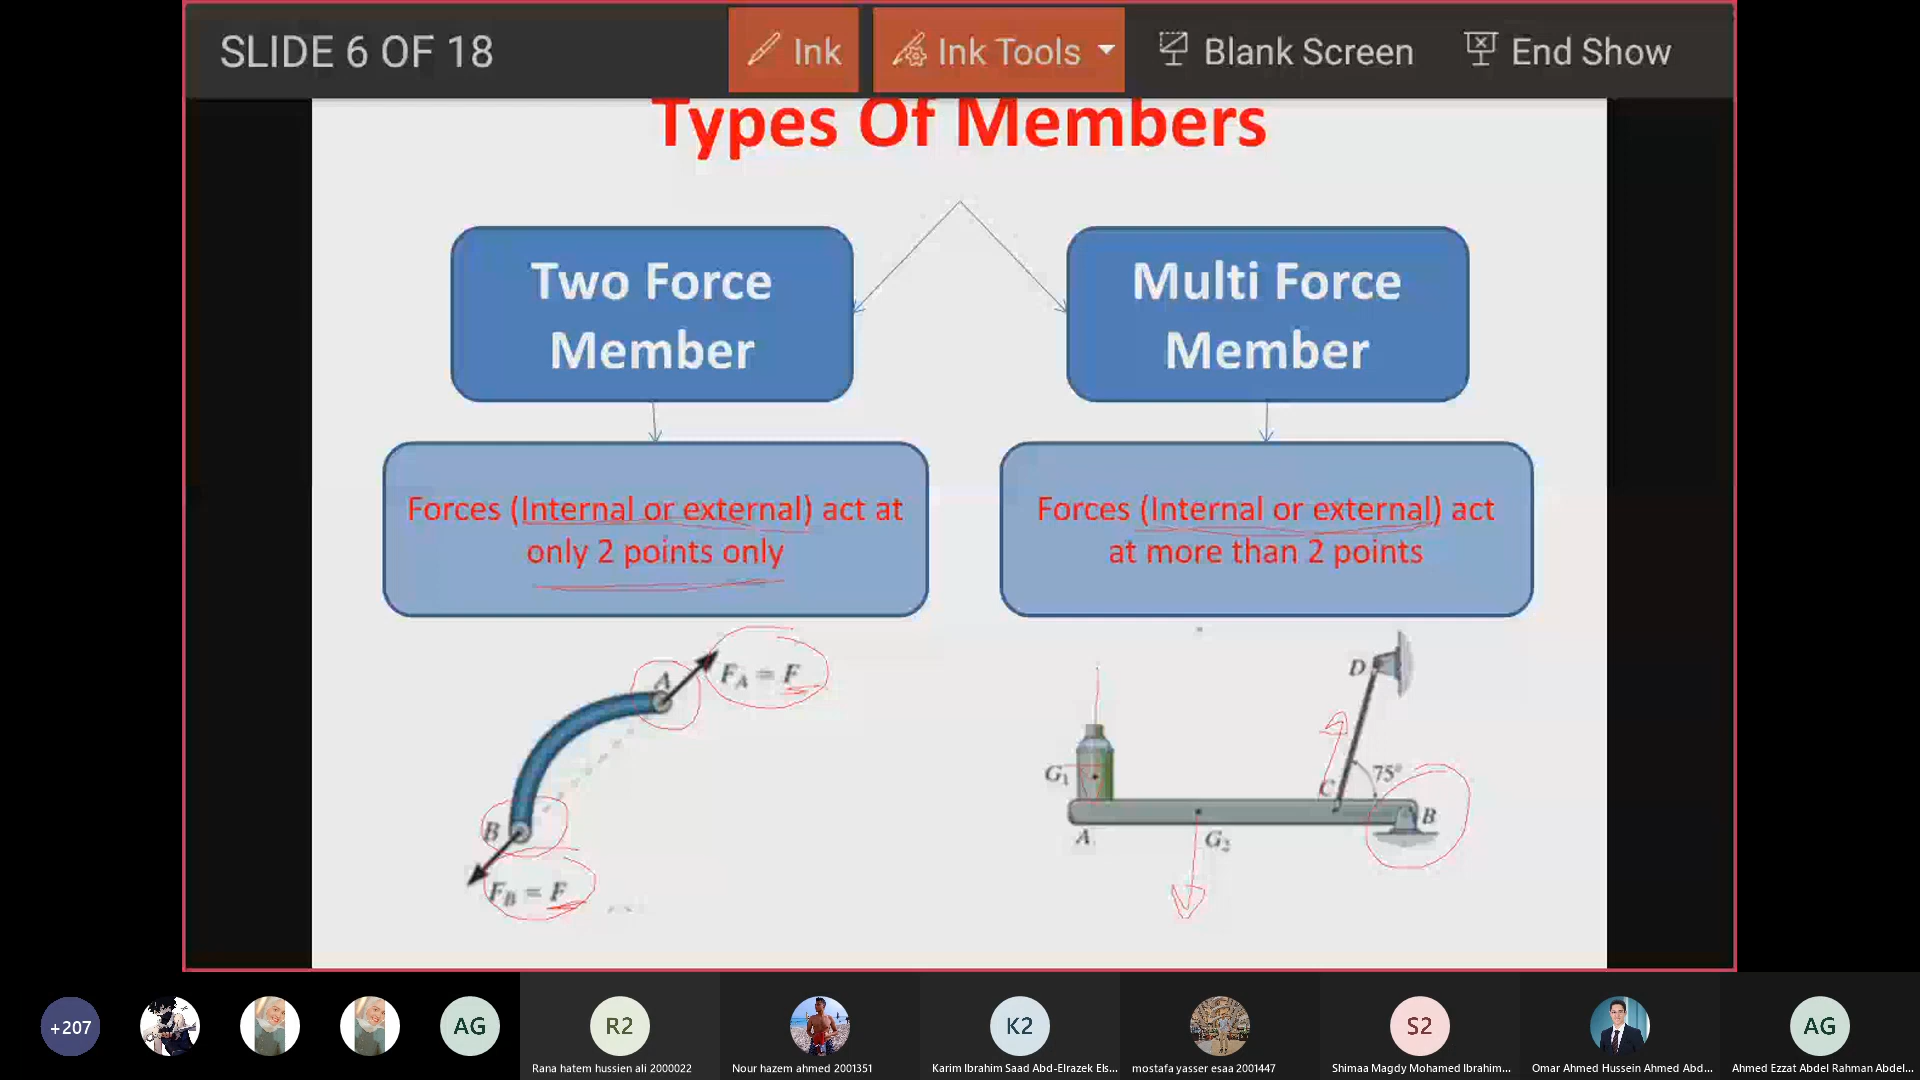 SLIDE 6 OF 18
Ink
Ink Tools
Blank Screen
End Show
Types Of Members
Two Force
Member
Multi Force
Member
Forces (Internal or external) act at
only 2 points only
Forces (Internal or external) act
at more than 2 points
A
F_A = F
B
F_B = F
D
G₁
75°
C
B
A
G₂
+207
AG
R2
K2
S2
AG
Rana hatem hussien ali 2000022
Nour hazem ahmed 2001351
Karim Ibrahim Saad Abd-Elrazek Els...
mostafa yasser esaa 2001447
Shimaa Magdy Mohamed Ibrahim...
Omar Ahmed Hussein Ahmed Abd...
Ahmed Ezzat Abdel Rahman Abdel...